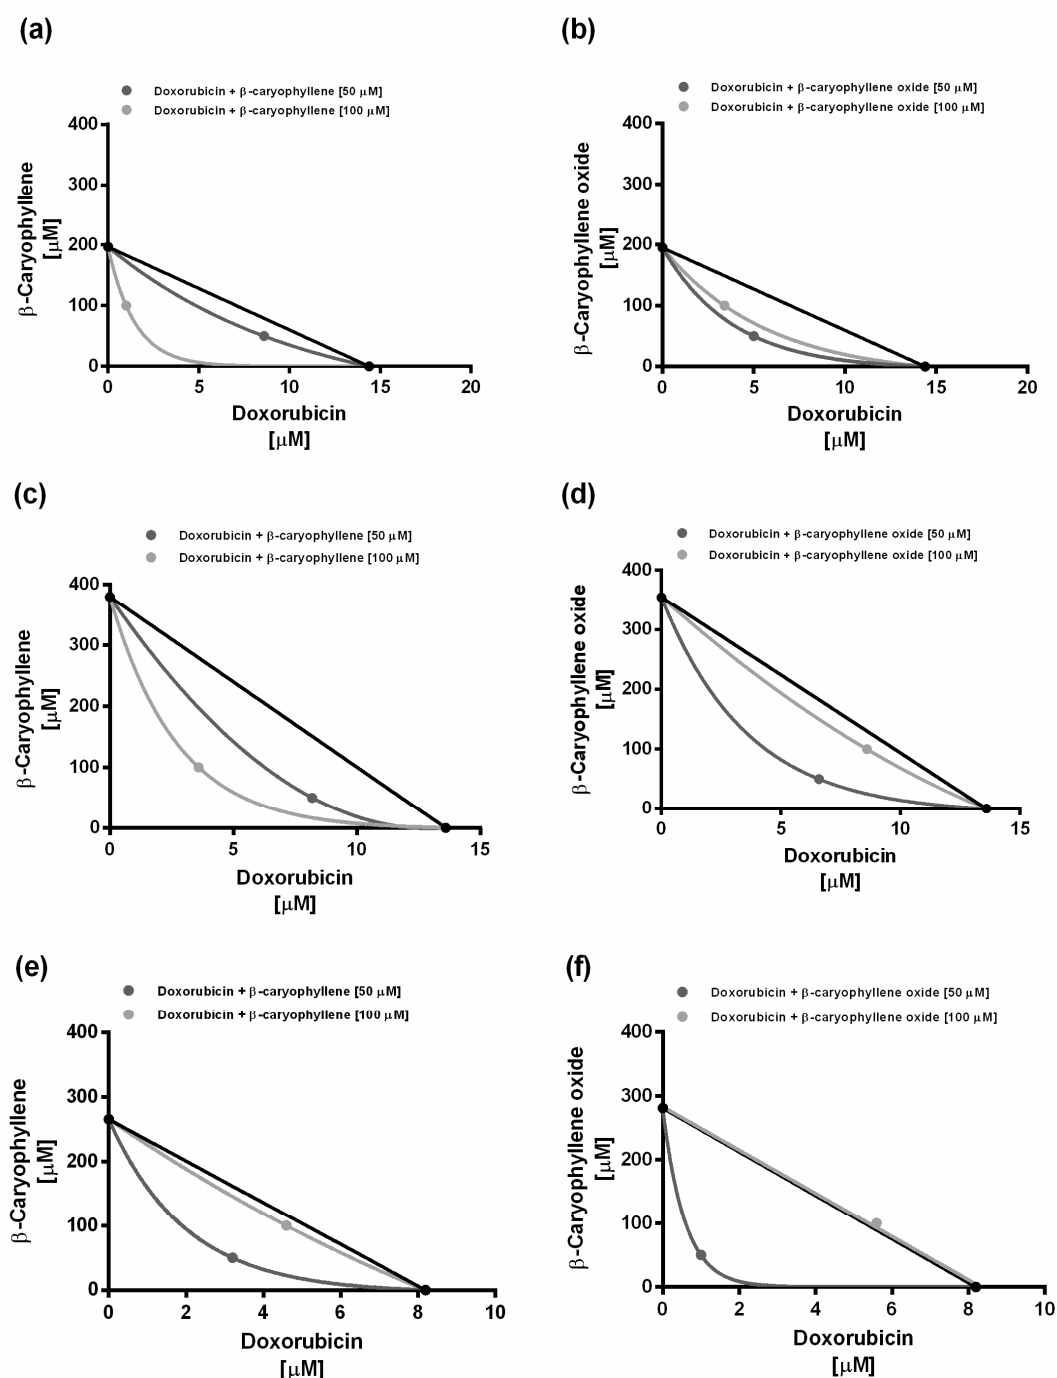 (a)
Doxorubicin + β-caryophyllene [50 μM]
Doxorubicin + β-caryophyllene [100 μM]
400
300
200
100
0
β-Caryophyllene
[μM]
0 5 10 15 20
Doxorubicin
[μM]
(b)
Doxorubicin + β-caryophyllene oxide [50 μM]
Doxorubicin + β-caryophyllene oxide [100 μM]
400
300
200
100
0
β-Caryophyllene oxide
[μM]
0 5 10 15 20
Doxorubicin
[μM]
(c)
Doxorubicin + β-caryophyllene [50 μM]
Doxorubicin + β-caryophyllene [100 μM]
400
300
200
100
0
β-Caryophyllene
[μM]
0 5 10 15
Doxorubicin
[μM]
(d)
Doxorubicin + β-caryophyllene oxide [50 μM]
Doxorubicin + β-caryophyllene oxide [100 μM]
400
300
200
100
0
β-Caryophyllene oxide
[μM]
0 5 10 15
Doxorubicin
[μM]
(e)
Doxorubicin + β-caryophyllene [50 μM]
Doxorubicin + β-caryophyllene [100 μM]
400
300
200
100
0
β-Caryophyllene
[μM]
0 2 4 6 8 10
Doxorubicin
[μM]
(f)
Doxorubicin + β-caryophyllene oxide [50 μM]
Doxorubicin + β-caryophyllene oxide [100 μM]
400
300
200
100
0
β-Caryophyllene oxide
[μM]
0 2 4 6 8 10
Doxorubicin
[μM]